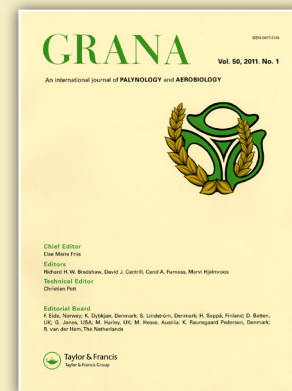 GRANA
ISSN 0017-3134
Vol. 50, 2011. No. 1
An international journal of PALYNOLOGY and AEROBIOLOGY
Chief Editor
Else Marie Friis
Editors
Richard H. W. Bradshaw, David J. Cantrill, Carol A. Furness, Mervi Hjelmroos
Technical Editor
Christian Pott
Editorial Board
F. Eide, Norway; K. Dybkjær, Denmark; S. Lindström, Denmark; H. Seppä, Finland; D. Batten,
UK; G. Jones, USA; M. Harley, UK; M. Hesse, Austria; K. Raunsgaard Pedersen, Denmark;
R. van der Ham, The Netherlands
Taylor & Francis
Taylor & Francis Group